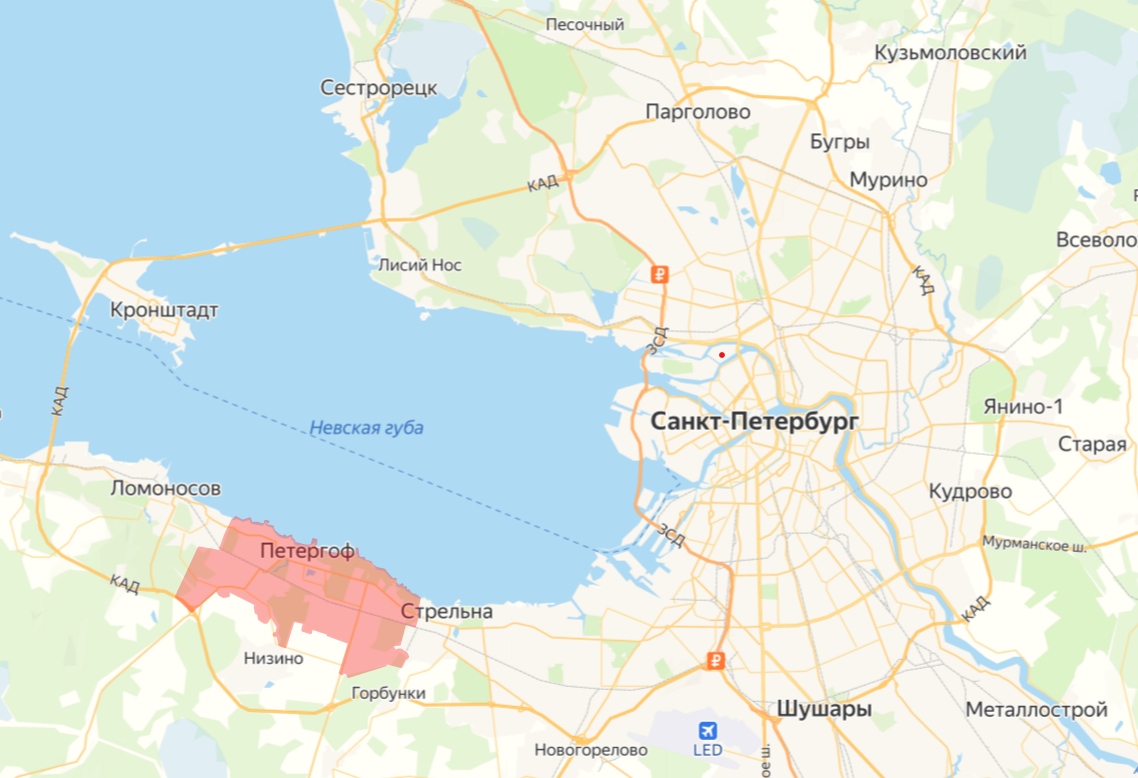 Песочный
Кузьмоловский
Сестрорецк
Парголово
Бугры
КАД
Мурино
Всеволо
Лисий Нос
КАД
₽
Кронштадт
ЗСД
КАД
Янино-1
Санкт-Петербург
Невская губа
Старая
Ломоносов
Кудрово
ЗСД
Мурманское ш.
Петергоф
КАД
Стрельна
КАД
Низино
₽
Горбунки
Шушары
Металлострой
Новогорелово
LED
ое ш.